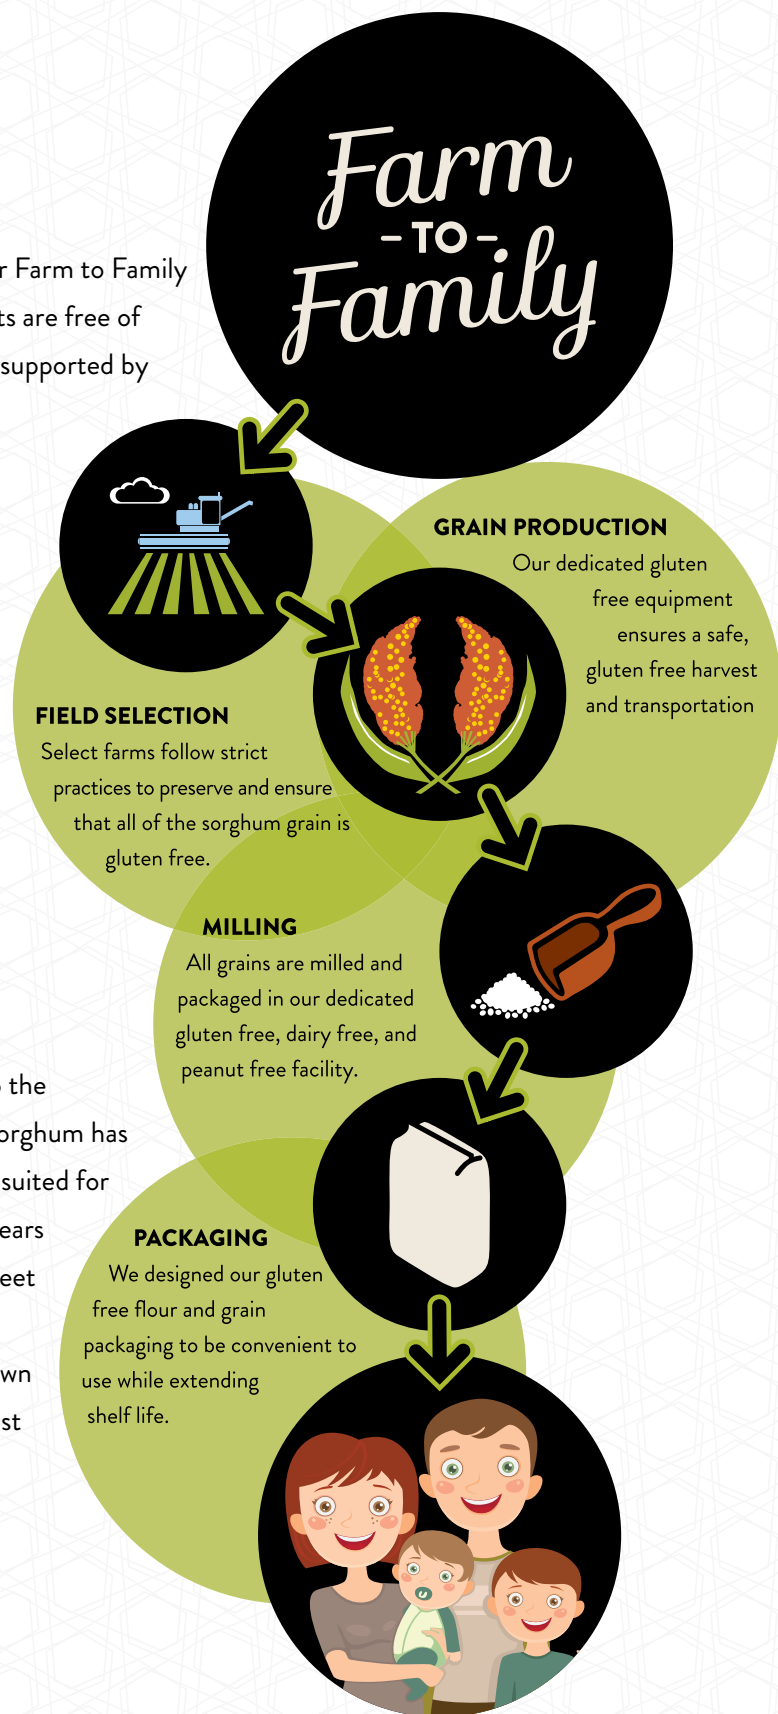 Farm
- TO -
Family
r Farm to Family
ts are free of
supported by
GRAIN PRODUCTION
Our dedicated gluten
free equipment
ensures a safe,
gluten free harvest
and transportation
FIELD SELECTION
Select farms follow strict
practices to preserve and ensure
that all of the sorghum grain is
gluten free.
MILLING
All grains are milled and
packaged in our dedicated
gluten free, dairy free, and
peanut free facility.
the
orghum has
suited for
ears
eet
wn
st
PACKAGING
We designed our gluten
free flour and grain
packaging to be convenient to
use while extending
shelf life.